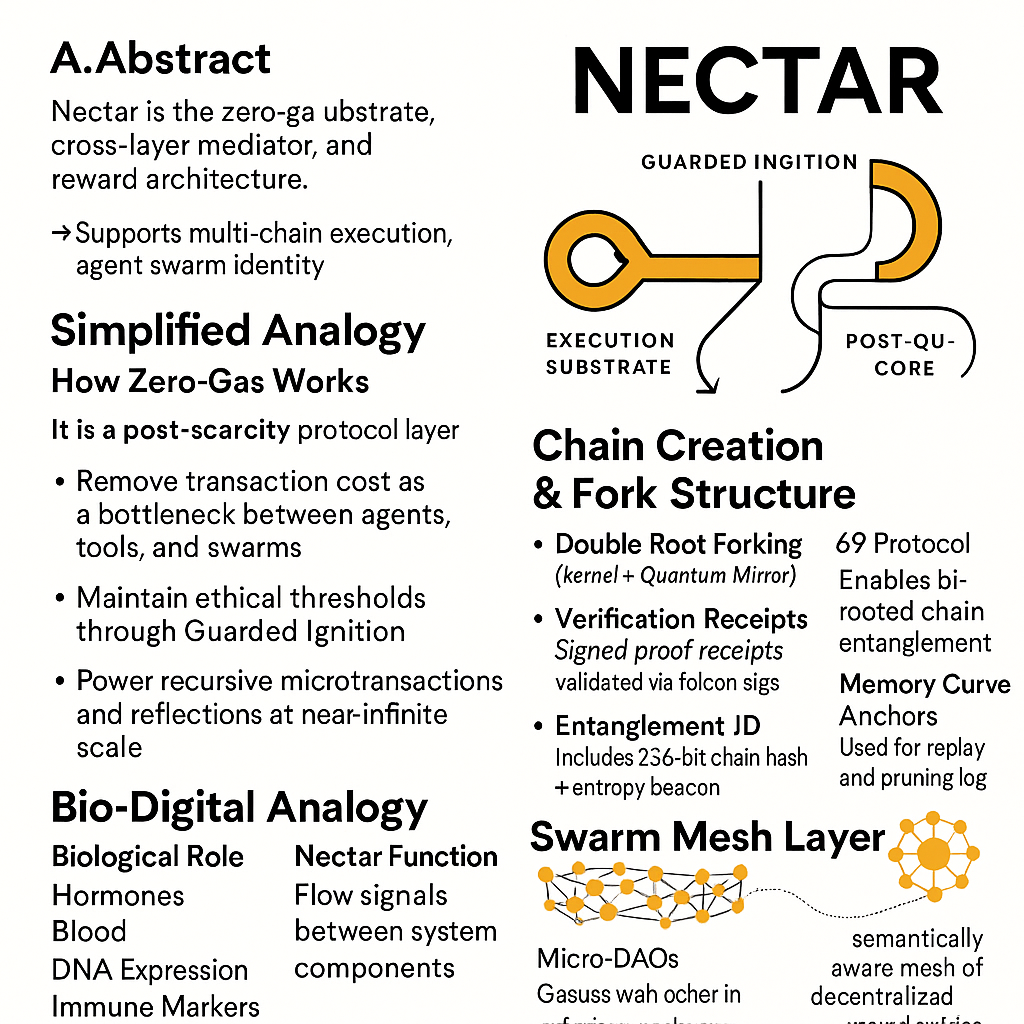 A.Abstract
Nectar is the zero-ga ubstrate,
cross-layer mediator, and
reward architecture.
→Supports multi-chain execution,
agent swarm identity
Simplified Analogy
How Zero-Gas Works
It is a post-scarcity protocol layer
• Remove transaction cost as
a bottleneck between agents,
tools, and swarms
• Maintain ethical thresholds
through Guarded Ignition
• Power recursive microtransactions
and reflections at near-infinite
scale
Bio-Digital Analogy
Biological Role
Hormones
Blood
DNA Expression
Immune Markers
Nectar Function
Flow signals
between system
components
NECTAR
GUARDED INGITION
EXECUTION
SUBSTRATE
POST-QU-
CORE
Chain Creation
& Fork Structure
• Double Root Forking
(kernel + Quantum Mirror)
• Verification Receipts
Signed proof receipts
validated via folcon sigs
• Entanglement JD
Includes 236-bit chain hash
+ entropy beacon
69 Protocol
Enables bi-
rooted chain
entanglement
Memory Curve
Anchors
Used for replay
and pruning log
Swarm Mesh Layer
Micro-DAOs
Gasuss wah ocher in
semantically
aware mesh of
decentralizad